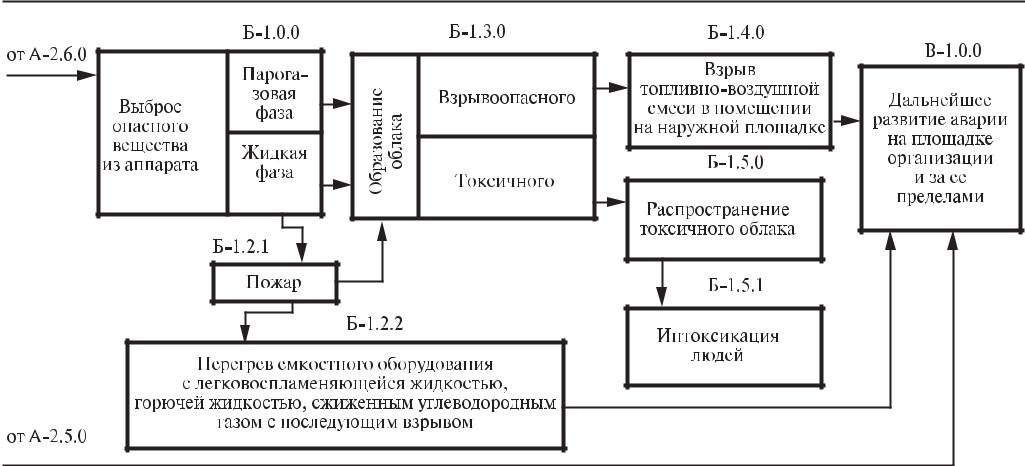 Б-1.0.0
Б-1.3.0
Б-1.4.0
В-1.0.0
от А-2.6.0
Выброс
опасного
вещества
из аппарата
Парога-
зовая
фаза
Жидкая
фаза
Образование
облака
Взрывоопасного
Токсичного
Взрыв
топливно-воздушной
смеси в помещении
на наружной площадке
Дальнейшее
развитие аварии
на площадке
организации
и за ее
пределами
Б-1.5.0
Распространение
токсичного облака
Б-1.2.1
Пожар
Б-1.5.1
Интоксикация
людей
Б-1.2.2
Перегрев емкостного оборудования
с легковоспламеняющейся жидкостью,
горючей жидкостью, сжиженным углеводородным
газом с последующим взрывом
от А-2.5.0